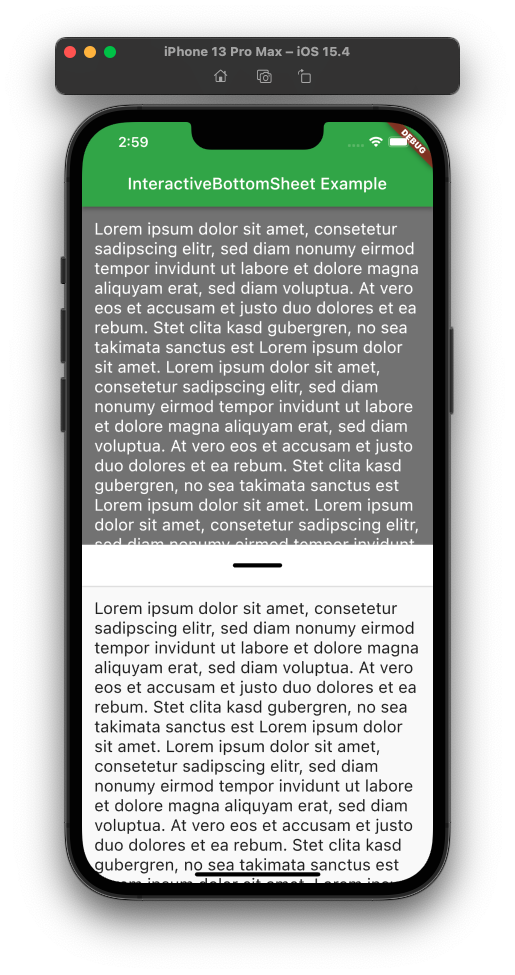 iPhone 13 Pro Max – iOS 15.4
2:59
DEBUG
InteractiveBottomSheet Example
Lorem ipsum dolor sit amet, consetetur
sadipscing elitr, sed diam nonumy eirmod
tempor invidunt ut labore et dolore magna
aliquyam erat, sed diam voluptua. At vero
eos et accusam et justo duo dolores et ea
rebum. Stet clita kasd gubergren, no sea
takimata sanctus est Lorem ipsum dolor
sit amet. Lorem ipsum dolor sit amet,
consetetur sadipscing elitr, sed diam
nonumy eirmod tempor invidunt ut labore
et dolore magna aliquyam erat, sed diam
voluptua. At vero eos et accusam et justo
duo dolores et ea rebum. Stet clita kasd
gubergren, no sea takimata sanctus est
Lorem ipsum dolor sit amet. Lorem ipsum
dolor sit amet, consetetur sadipscing elitr,
sed diam nonumy eirmod tempor invidunt
Lorem ipsum dolor sit amet, consetetur
sadipscing elitr, sed diam nonumy eirmod
tempor invidunt ut labore et dolore magna
aliquyam erat, sed diam voluptua. At vero
eos et accusam et justo duo dolores et ea
rebum. Stet clita kasd gubergren, no sea
takimata sanctus est Lorem ipsum dolor
sit amet. Lorem ipsum dolor sit amet,
consetetur sadipscing elitr, sed diam
nonumy eirmod tempor invidunt ut labore
et dolore magna aliquyam erat, sed diam
voluptua. At vero eos et accusam et justo
duo dolores et ea rebum. Stet clita kasd
gubergren, no sea takimata sanctus est